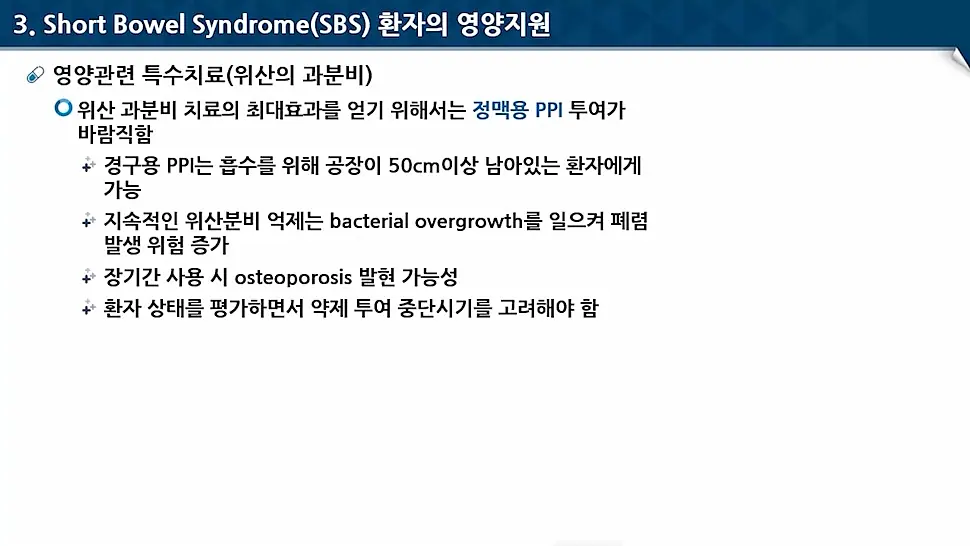 3. Short Bowel Syndrome(SBS) 환자의 영양지원
영양관련 특수치료(위산의 과분비)
위산 과분비 치료의 최대효과를 얻기 위해서는 정맥용 PPI 투여가
바람직함
경구용 PPI는 흡수를 위해 공장이 50cm이상 남아있는 환자에게
가능
지속적인 위산분비 억제는 bacterial overgrowth를 일으켜 폐렴
발생 위험 증가
장기간 사용 시 osteoporosis 발현 가능성
환자 상태를 평가하면서 약제 투여 중단시기를 고려해야 함